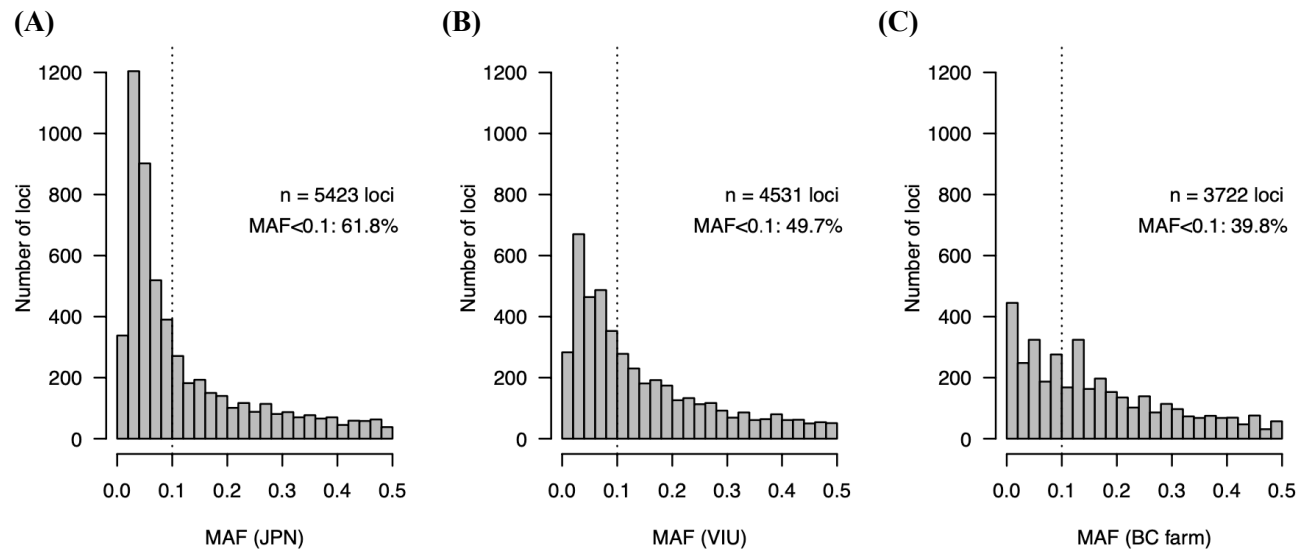 (A)
1200
1000
800
600
400
200
0
Number of loci
n = 5423 loci
MAF<0.1: 61.8%
0.0 0.1 0.2 0.3 0.4 0.5
MAF (JPN)
(B)
1200
1000
800
600
400
200
0
Number of loci
n = 4531 loci
MAF<0.1: 49.7%
0.0 0.1 0.2 0.3 0.4 0.5
MAF (VIU)
(C)
1200
1000
800
600
400
200
0
Number of loci
n = 3722 loci
MAF<0.1: 39.8%
0.0 0.1 0.2 0.3 0.4 0.5
MAF (BC farm)